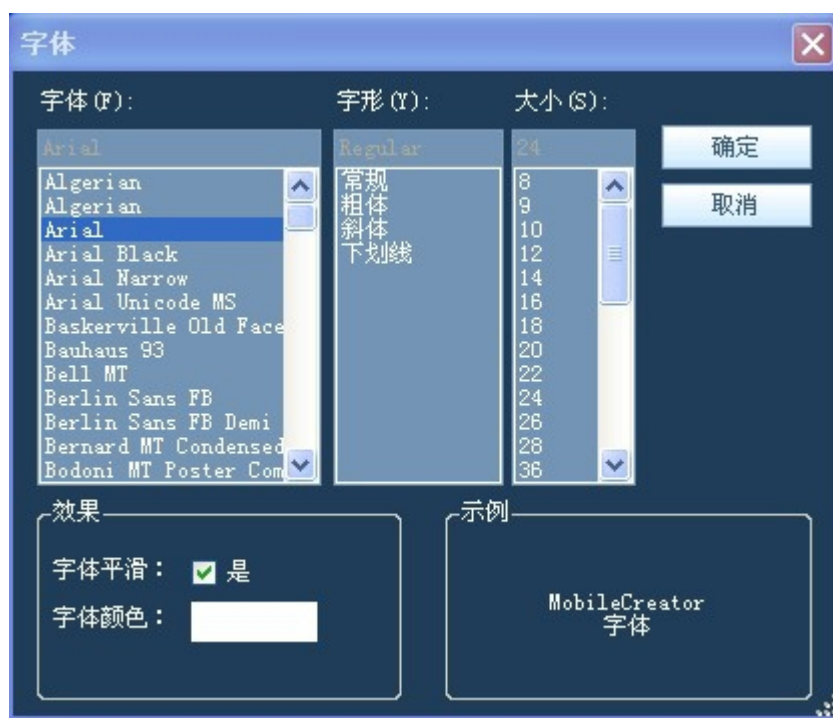 字体
字体(F): 字形(Y): 大小(S):
Arial Regular 24 确定
Algerian 常规 8
Algerian 粗体 9 取消
Arial 斜体 10
Arial Black 下划线 12
Arial Narrow 14
Arial Unicode MS 16
Baskerville Old Face 18
Bauhaus 93 20
Bell MT 22
Berlin Sans FB 24
Berlin Sans FB Demi 26
Bernard MT Condensed 28
Bodoni MT Poster Com 36
效果 示例
字体平滑： 是
字体颜色：
MobileCreator
字体